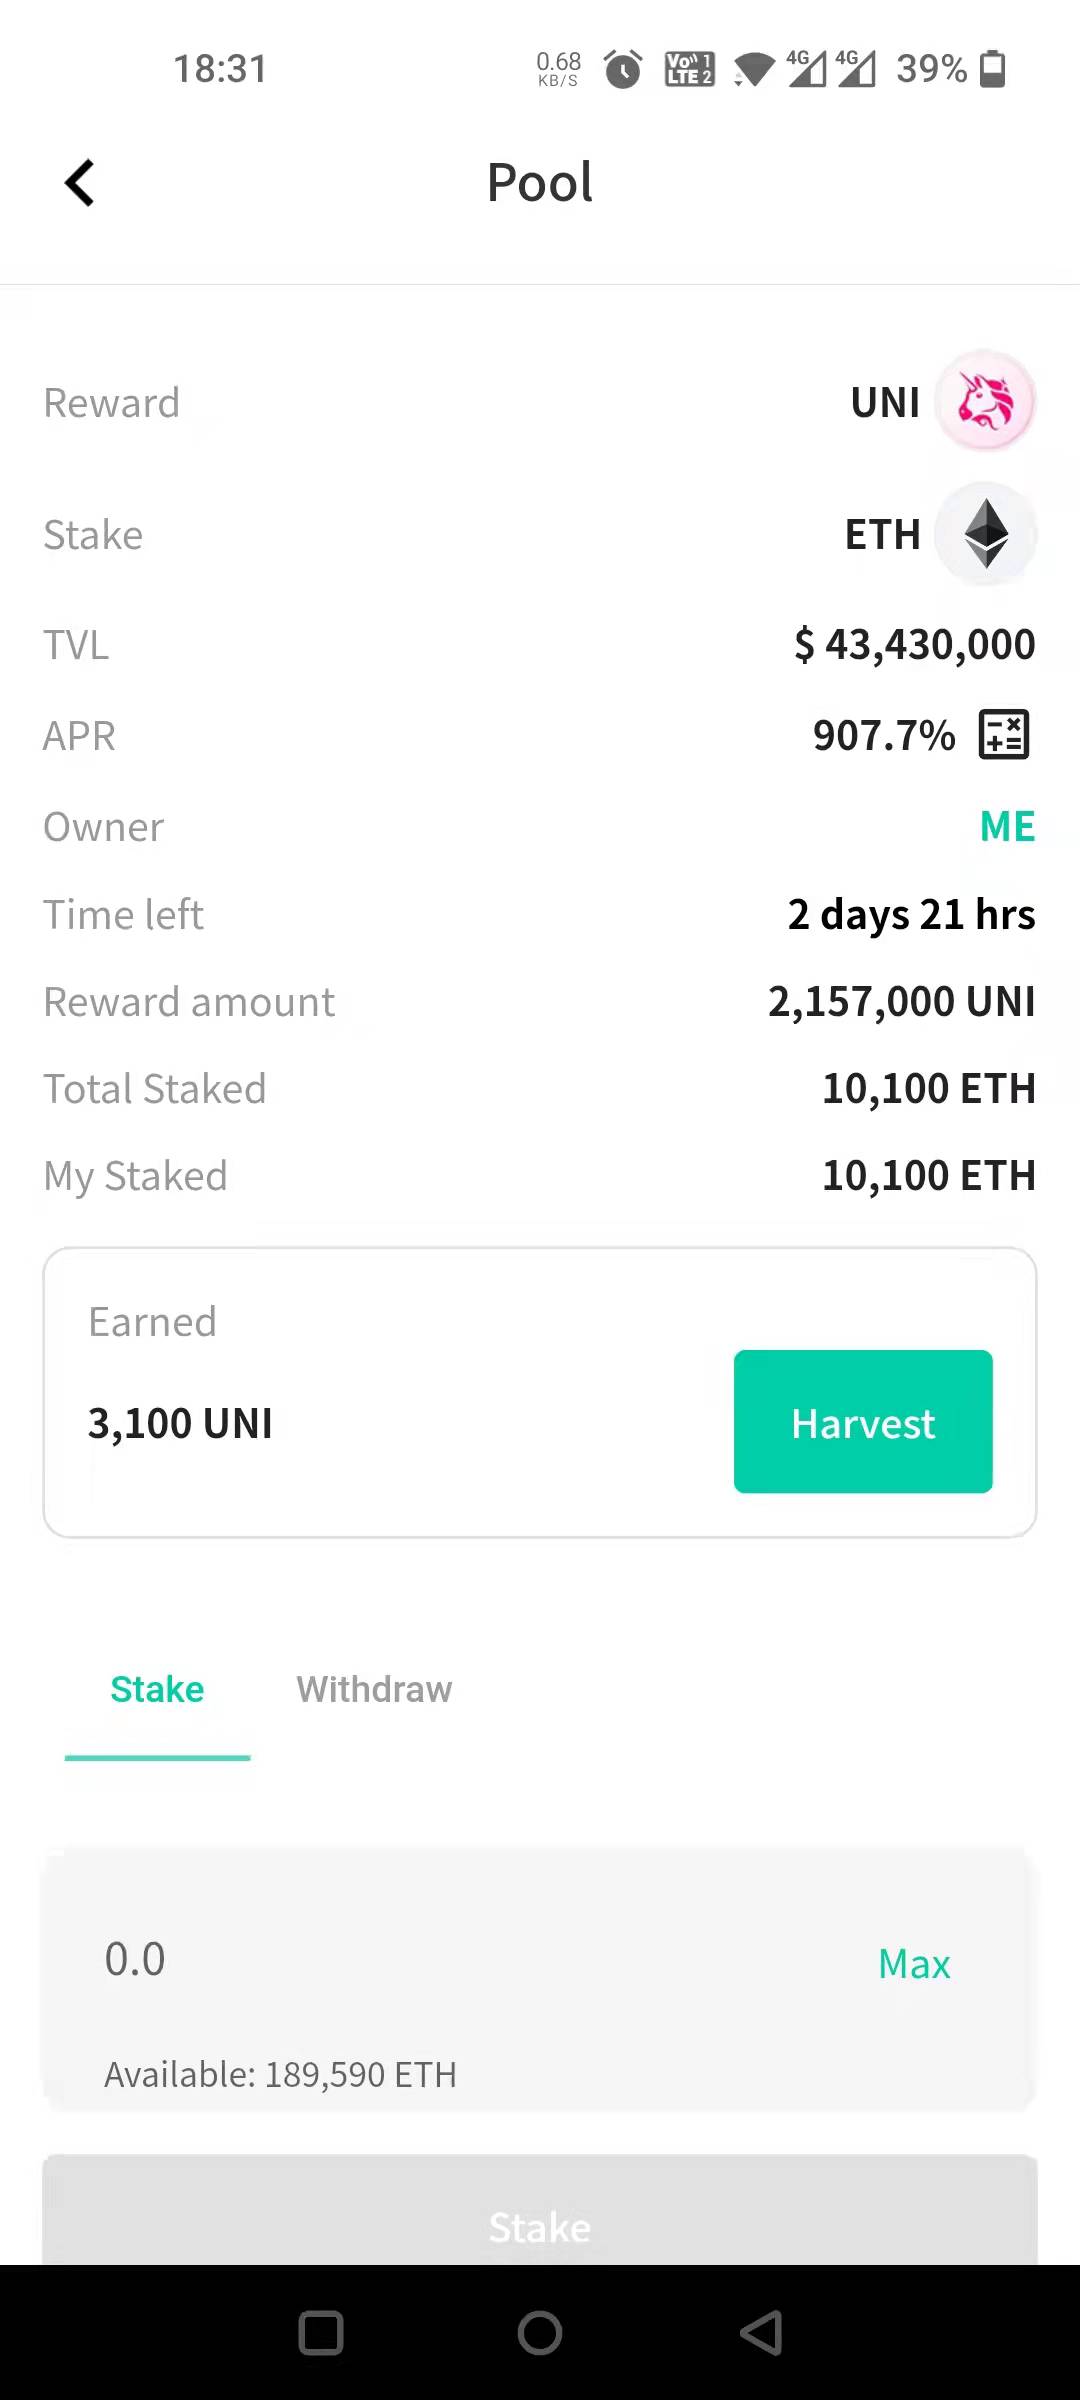 18:31
0.68
KB/S
Vo 1
LTE 2
4G
4G
39%
Pool
Reward UNI
Stake ETH
TVL $ 43,430,000
APR 907.7%
Owner ME
Time left 2 days 21 hrs
Reward amount 2,157,000 UNI
Total Staked 10,100 ETH
My Staked 10,100 ETH
Earned
3,100 UNI Harvest
Stake Withdraw
0.0 Max
Available: 189,590 ETH
Stake